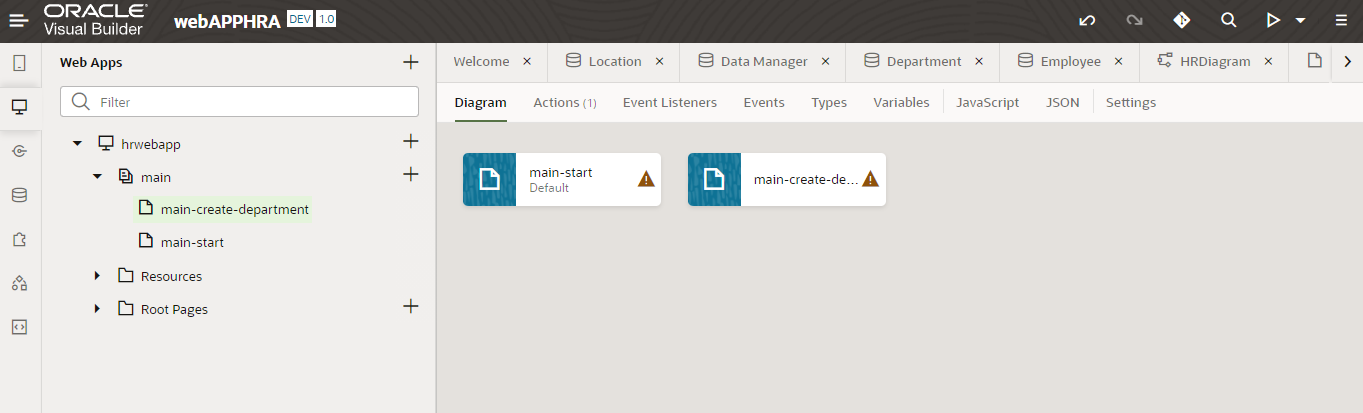 ORACLE
Visual Builder
webAPPHRA DEV 1.0
Web Apps
Filter
hrwebapp
main
main-create-department
main-start
Resources
Root Pages
Welcome × Location × Data Manager × Department × Employee × HRDiagram ×
Diagram Actions (1) Event Listeners Events Types Variables JavaScript JSON Settings
main-start
Default
main-create-de...